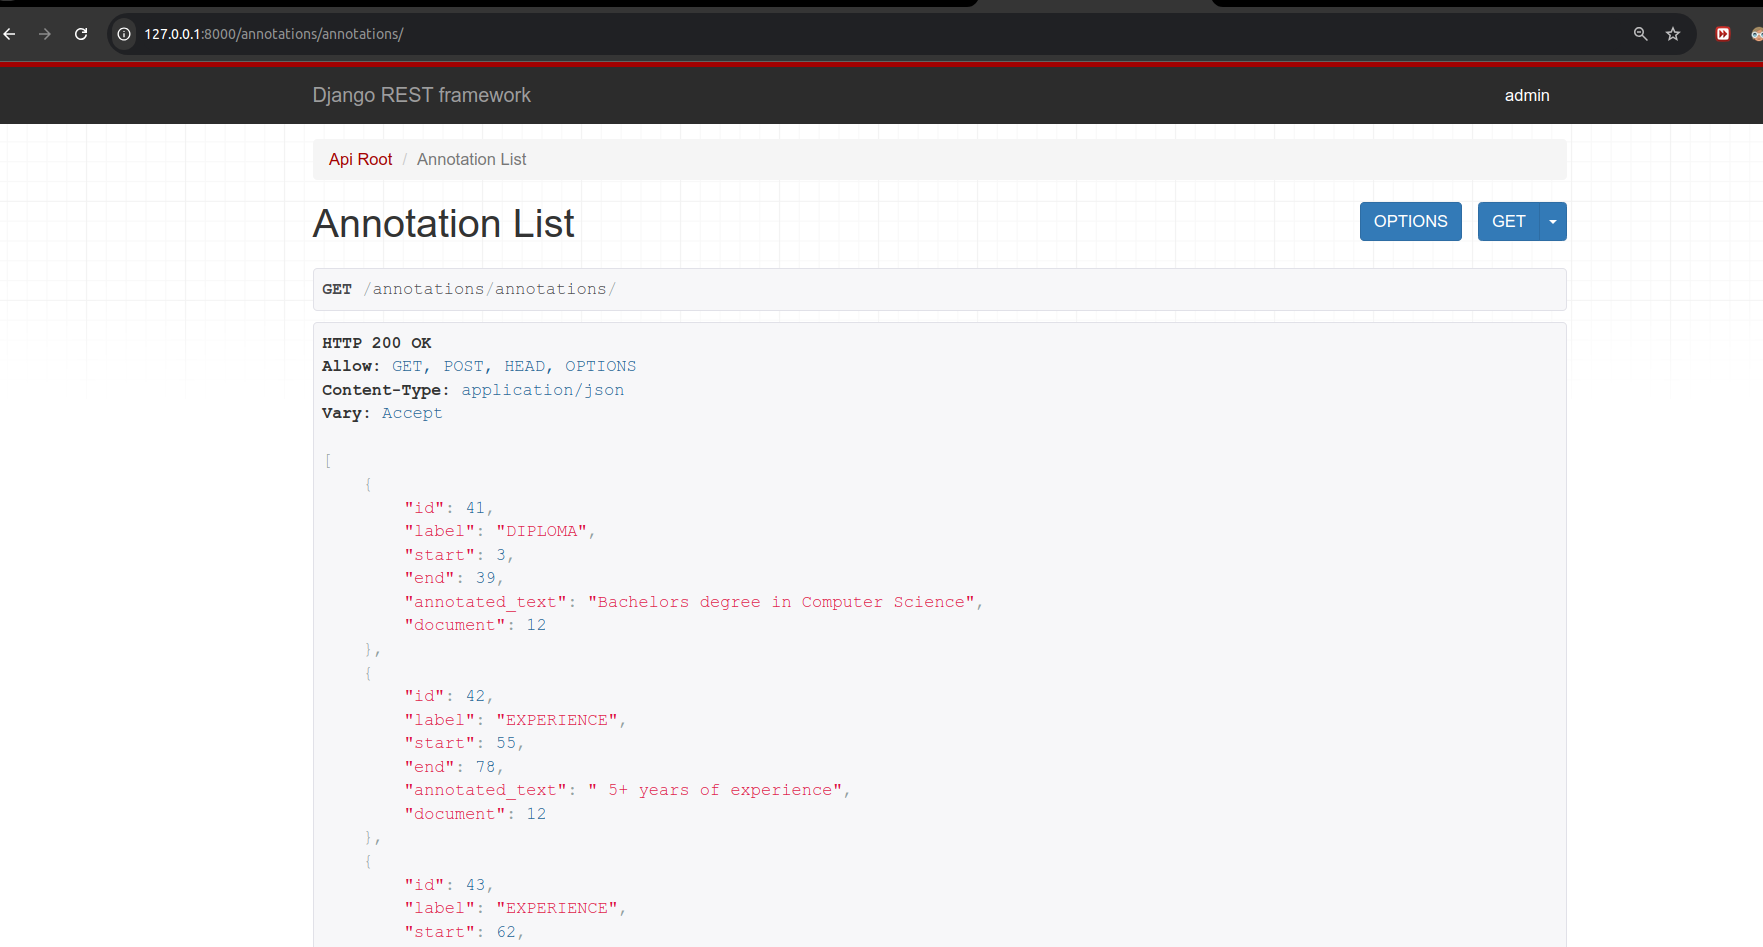 127.0.0.1:8000/annotations/annotations/
Django REST framework
admin
Api Root / Annotation List
Annotation List
OPTIONS
GET
GET /annotations/annotations/
HTTP 200 OK
Allow: GET, POST, HEAD, OPTIONS
Content-Type: application/json
Vary: Accept
[
{
"id": 41,
"label": "DIPLOMA",
"start": 3,
"end": 39,
"annotated_text": "Bachelors degree in Computer Science",
"document": 12
},
{
"id": 42,
"label": "EXPERIENCE",
"start": 55,
"end": 78,
"annotated_text": " 5+ years of experience",
"document": 12
},
{
"id": 43,
"label": "EXPERIENCE",
"start": 62,